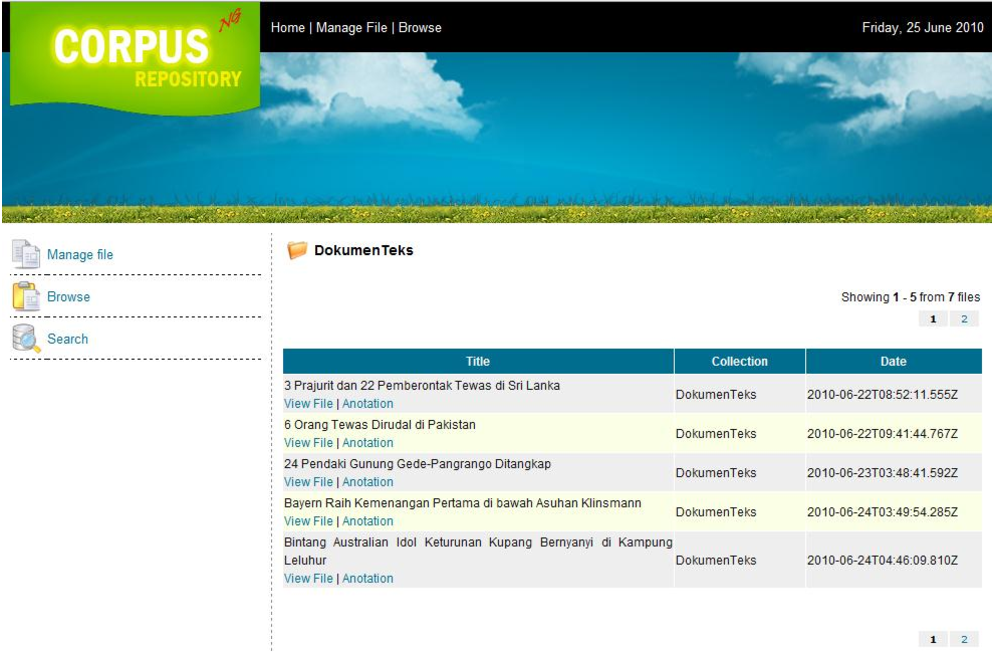 CORPUS NG
REPOSITORY
Home | Manage File | Browse
Friday, 25 June 2010
Manage file
Browse
Search
DokumenTeks
Showing 1 - 5 from 7 files
1 2
Title Collection Date
3 Prajurit dan 22 Pemberontak Tewas di Sri Lanka
View File | Anotation
DokumenTeks
2010-06-22T08:52:11.555Z
6 Orang Tewas Dirudal di Pakistan
View File | Anotation
DokumenTeks
2010-06-22T09:41:44.767Z
24 Pendaki Gunung Gede-Pangrango Ditangkap
View File | Anotation
DokumenTeks
2010-06-23T03:48:41.592Z
Bayern Raih Kemenangan Pertama di bawah Asuhan Klinsmann
View File | Anotation
DokumenTeks
2010-06-24T03:49:54.285Z
Bintang Australian Idol Keturunan Kupang Bernyanyi di Kampung
Leluhur
View File | Anotation
DokumenTeks
2010-06-24T04:46:09.810Z
1 2